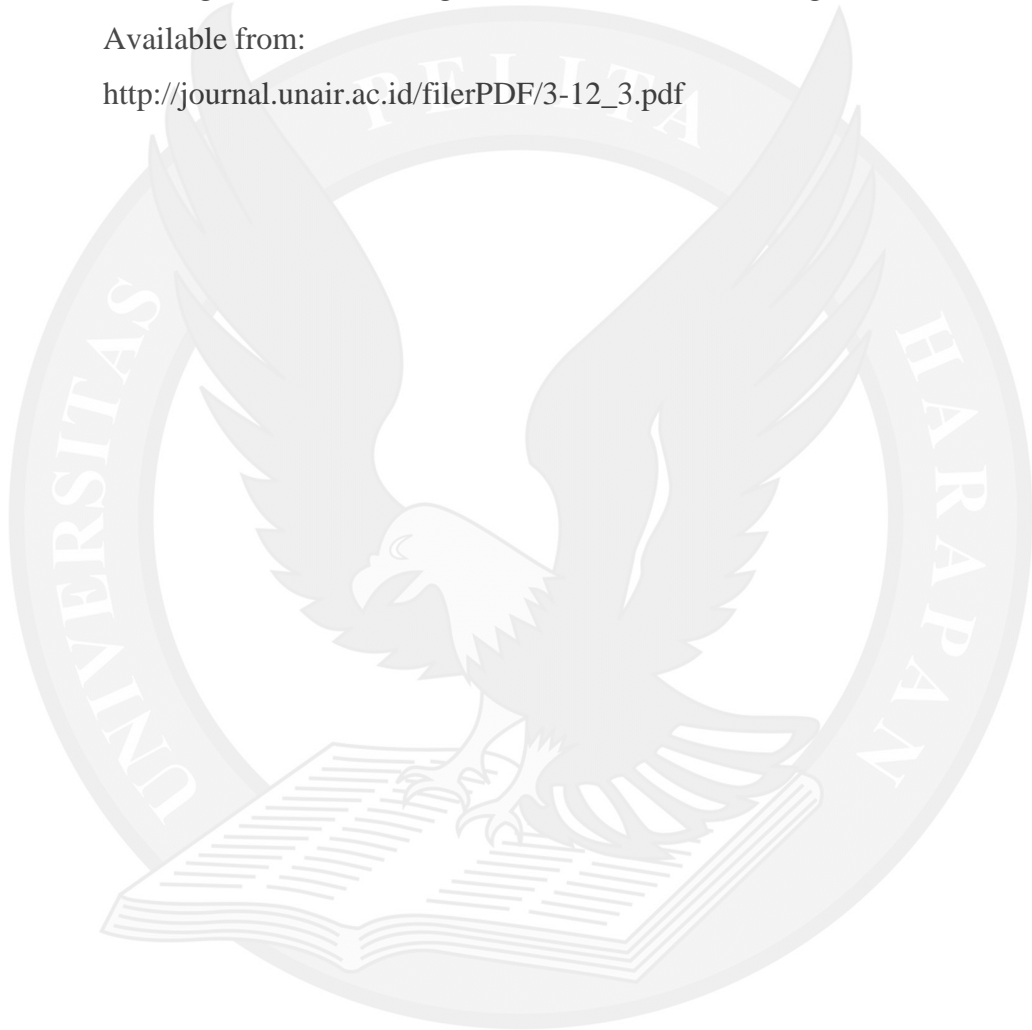 Available from:
http://journal.unair.ac.id/filerPDF/3-12_3.pdf
UNIVERSITAS PELITA HARAPAN